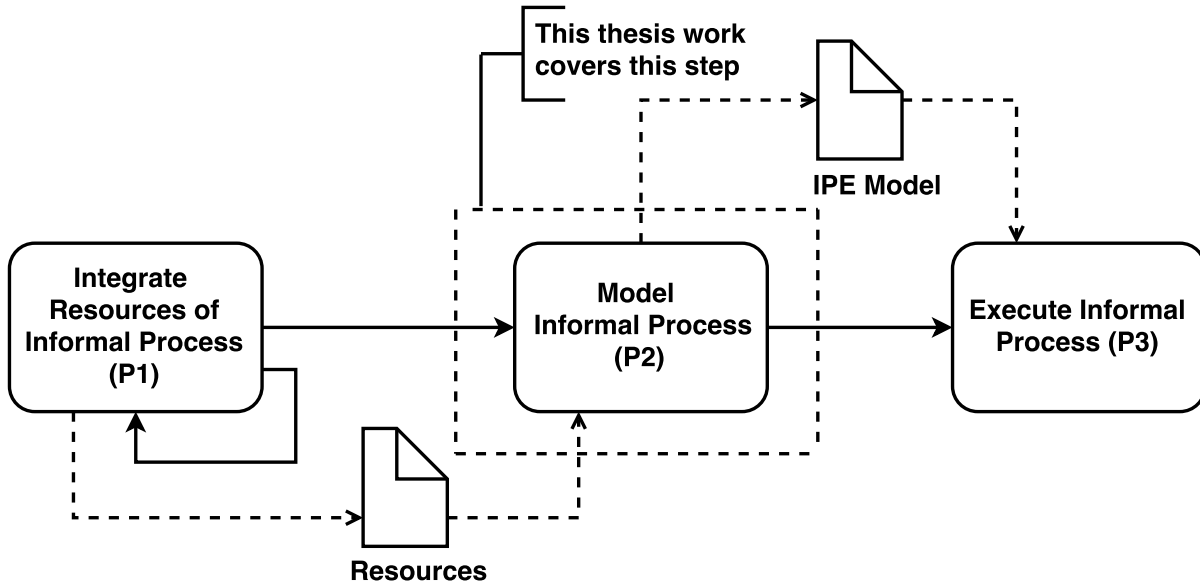 This thesis work
covers this step
IPE Model
Integrate
Resources of
Informal Process
(P1)
Model
Informal Process
(P2)
Execute Informal
Process (P3)
Resources